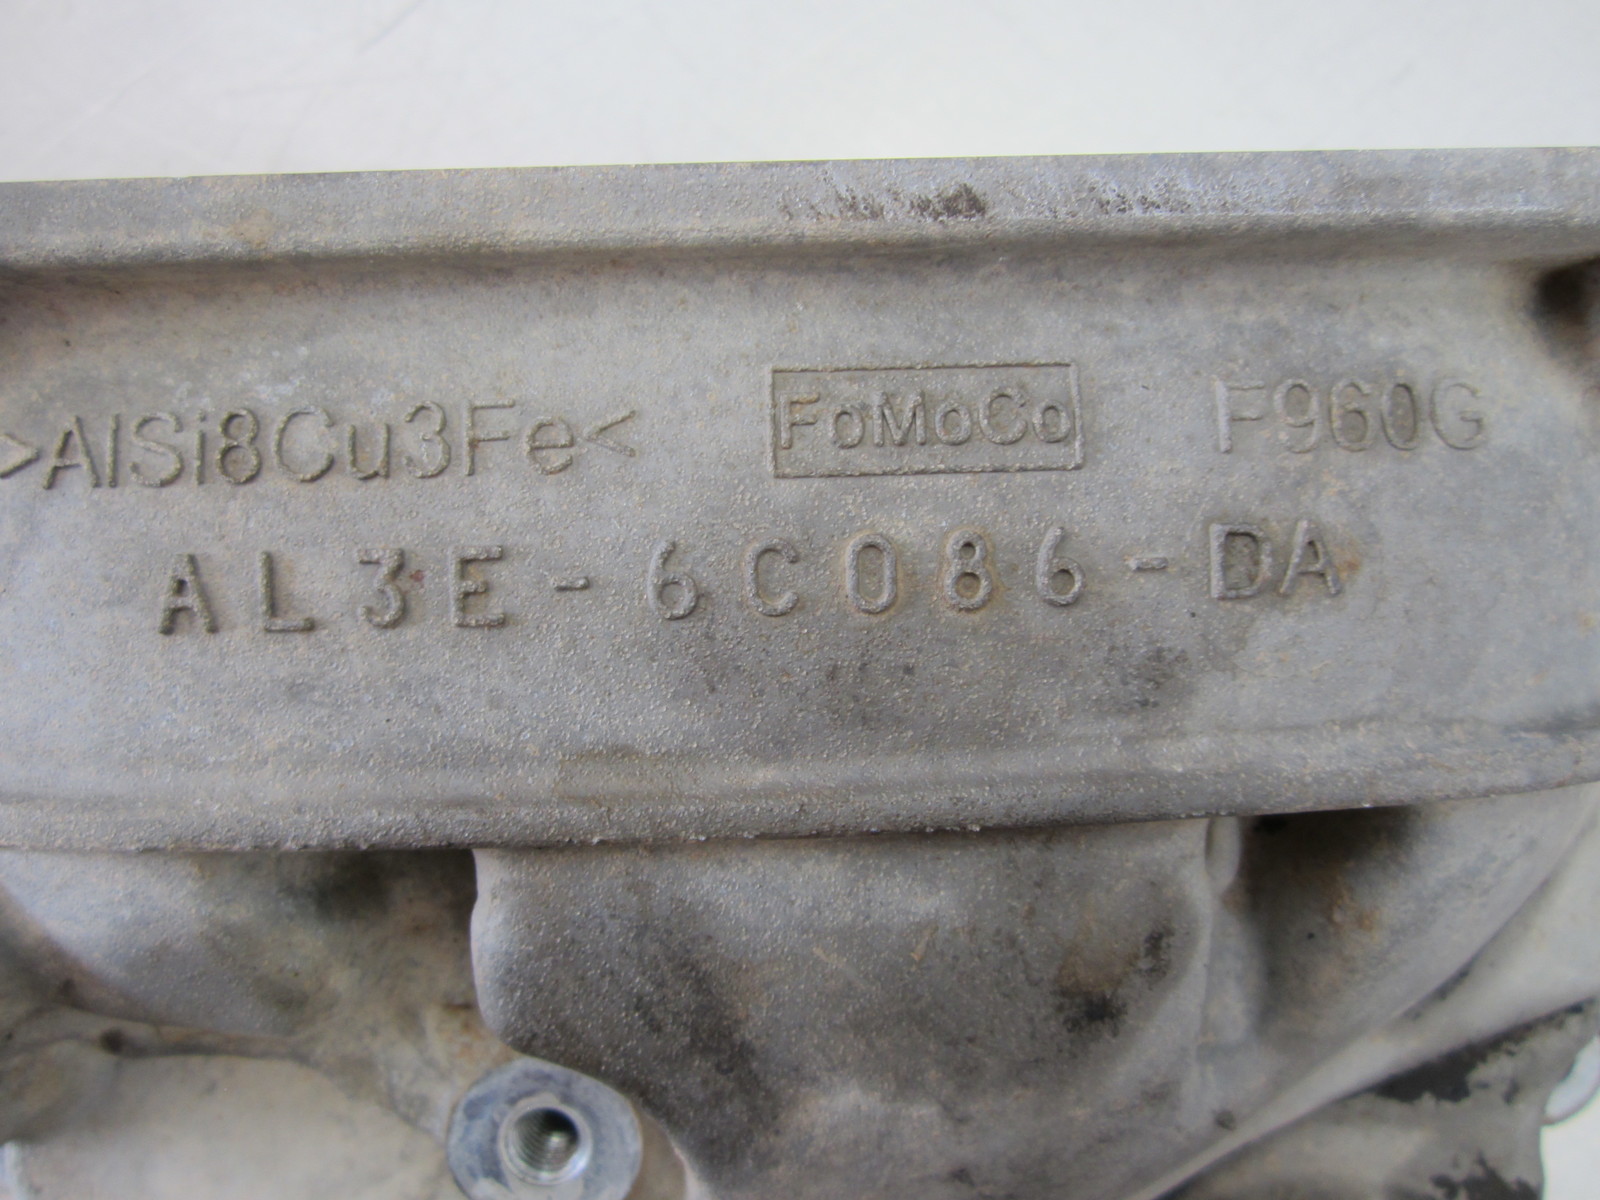 >AlSi8Cu3Fe< FoMoCo F960G
AL3E-6C086-DA